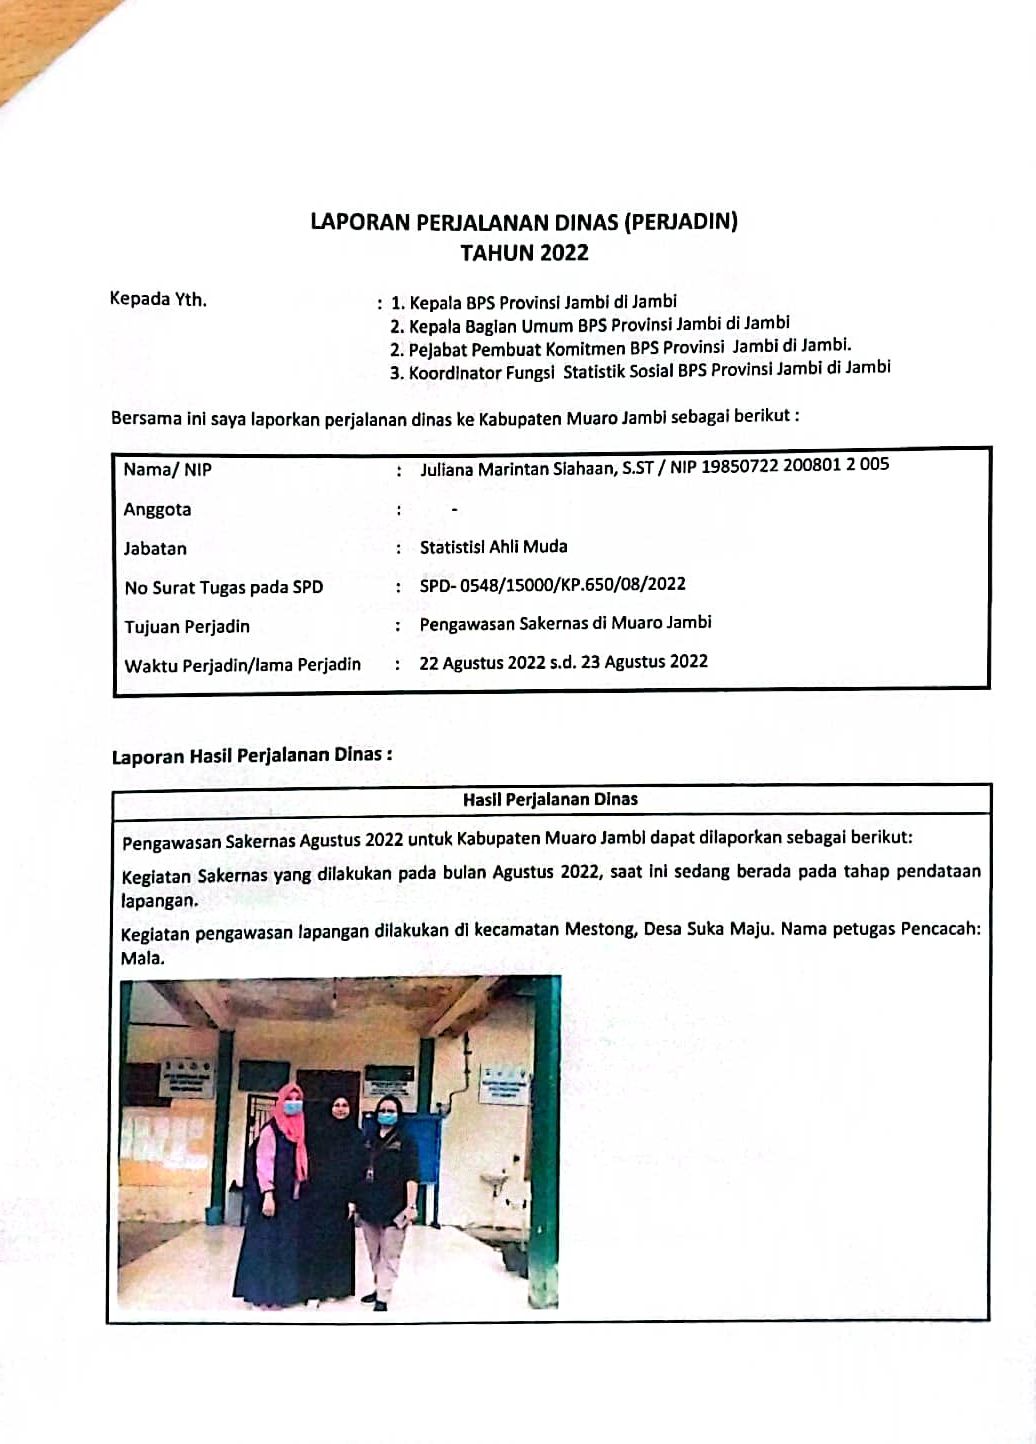 LAPORAN PERJALANAN DINAS (PERJADIN)
TAHUN 2022
Kepada Yth. : 1. Kepala BPS Provinsi Jambi di Jambi
2. Kepala Bagian Umum BPS Provinsi Jambi di Jambi
2. Pejabat Pembuat Komitmen BPS Provinsi Jambi di Jambi.
3. Koordinator Fungsi Statistik Sosial BPS Provinsi Jambi di Jambi
Bersama ini saya laporkan perjalanan dinas ke Kabupaten Muaro Jambi sebagai berikut :
Nama/ NIP : Juliana Marintan Siahaan, S.ST / NIP 19850722 200801 2 005
Anggota : -
Jabatan : Statistisi Ahli Muda
No Surat Tugas pada SPD : SPD- 0548/15000/KP.650/08/2022
Tujuan Perjadin : Pengawasan Sakernas di Muaro Jambi
Waktu Perjadin/lama Perjadin : 22 Agustus 2022 s.d. 23 Agustus 2022
Laporan Hasil Perjalanan Dinas :
Hasil Perjalanan Dinas
Pengawasan Sakernas Agustus 2022 untuk Kabupaten Muaro Jambi dapat dilaporkan sebagai berikut:
Kegiatan Sakernas yang dilakukan pada bulan Agustus 2022, saat ini sedang berada pada tahap pendataan
lapangan.
Kegiatan pengawasan lapangan dilakukan di kecamatan Mestong, Desa Suka Maju. Nama petugas Pencacah:
Mala.